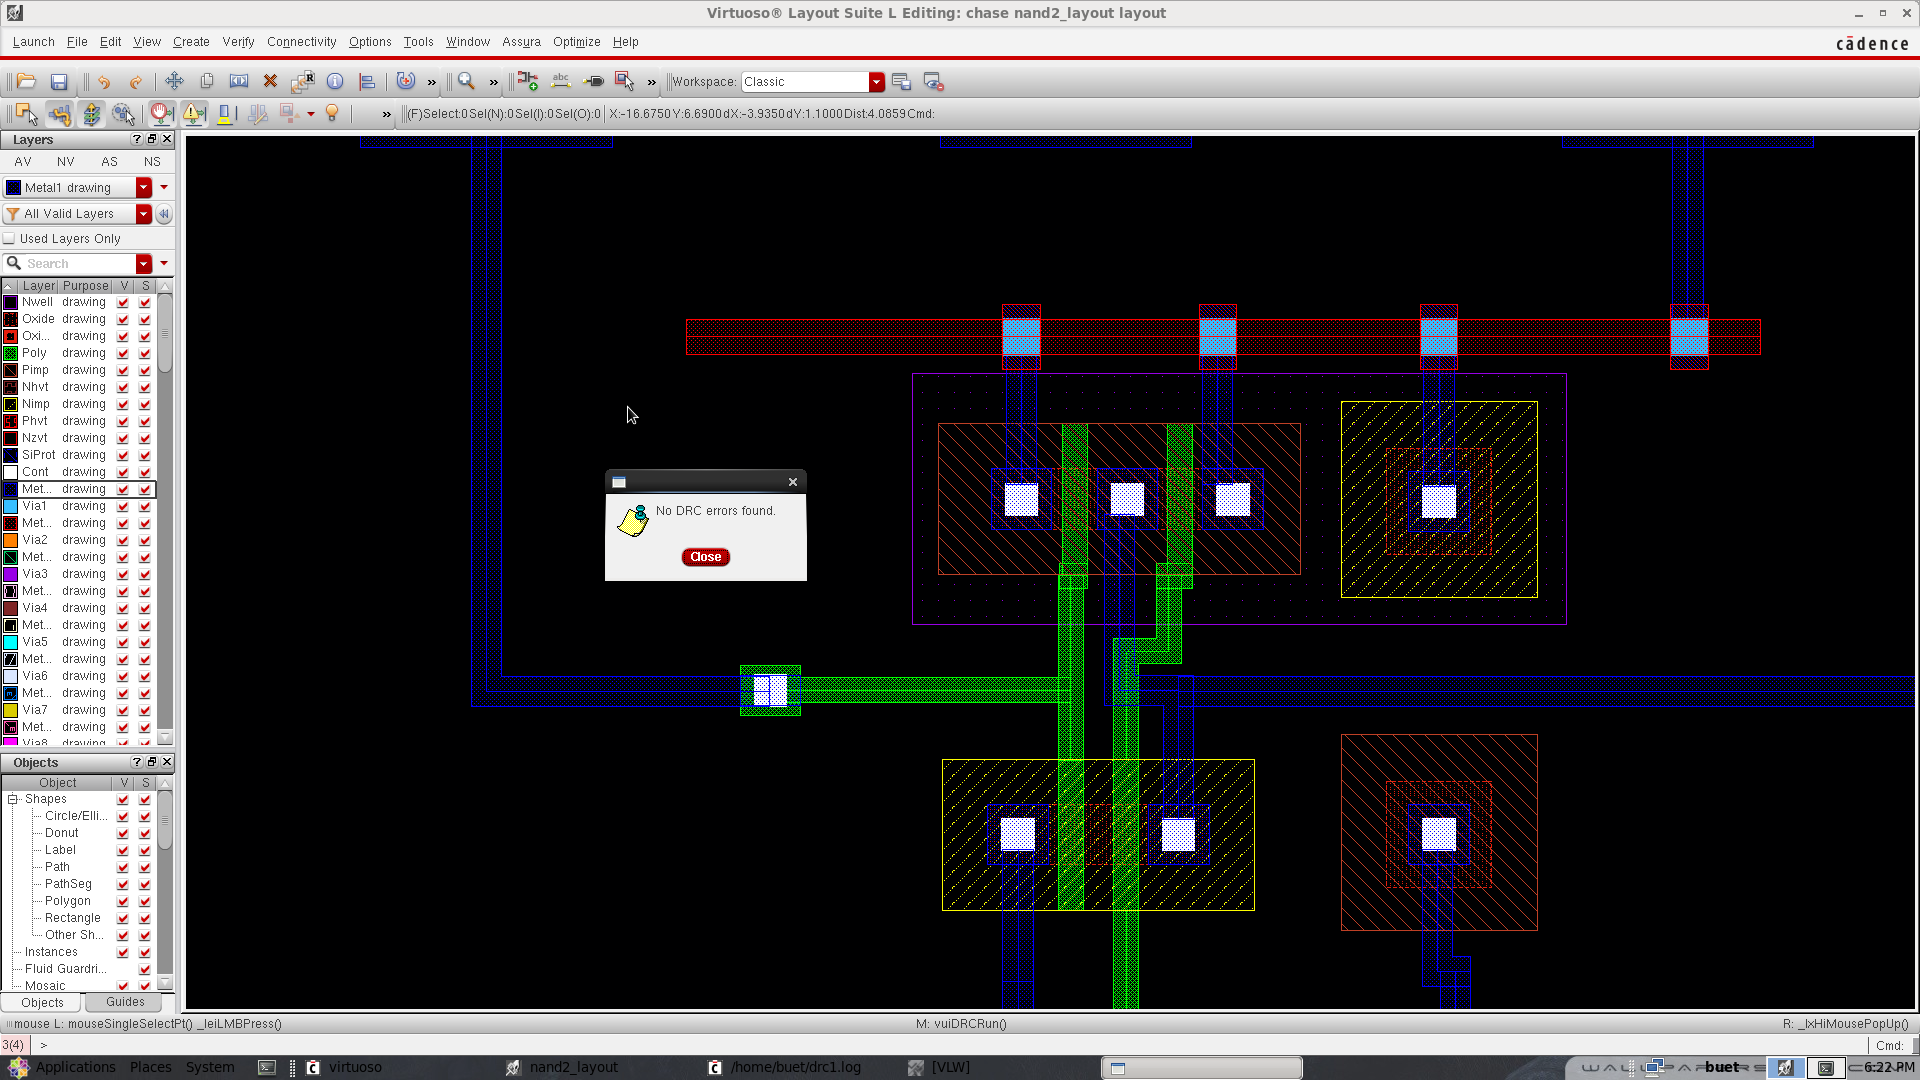 Virtuoso® Layout Suite L Editing: chase nand2_layout layout
Launch File Edit View Create Verify Connectivity Options Tools Window Assura Optimize Help
cādence
abc
R
»
»
»
Workspace: Classic
»
(F)Select:0 Sel(N):0 Sel(I):0 Sel(O):0 X:-16.6750 Y:6.6900 dX:-3.9350 dY:1.1000 Dist:4.0859 Cmd:
Layers
AV NV AS NS
Metal1 drawing
All Valid Layers
Used Layers Only
Search
Layer Purpose V S
Nwell drawing
Oxide drawing
Oxi... drawing
Poly drawing
Pimp drawing
Nhvt drawing
Nimp drawing
Phvt drawing
Nzvt drawing
SiProt drawing
Cont drawing
Met... drawing
Via1 drawing
Met... drawing
Via2 drawing
Met... drawing
Via3 drawing
Met... drawing
Via4 drawing
Met... drawing
Via5 drawing
Met... drawing
Via6 drawing
Met... drawing
Via7 drawing
Met... drawing
Via8 drawing
No DRC errors found.
Close
Objects
Object V S
Shapes
Circle/Elli...
Donut
Label
Path
PathSeg
Polygon
Rectangle
Other Sh...
Instances
Fluid Guardri...
Mosaic
Objects Guides
mouse L: mouseSingleSelectPt() _leiLMBPress() M: vuiDRCRun() R: _lxHiMousePopUp()
3(4) > Cmd:
Applications Places System virtuoso nand2_layout /home/buet/drc1.log [VLW] buet 6:22 PM